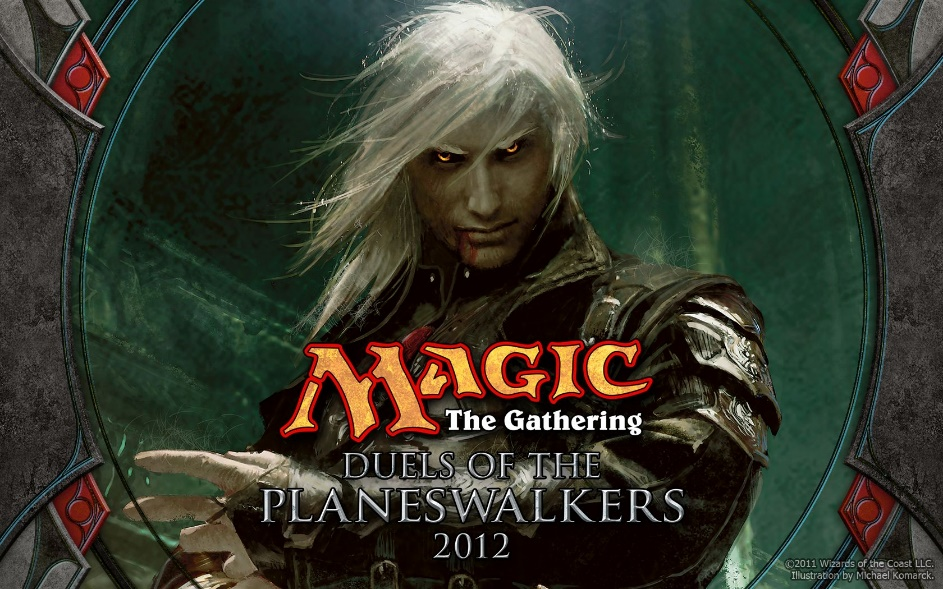 MAGIC
The Gathering
DUELS OF THE
PLANESWALKERS
2012
©2011 Wizards of the Coast LLC.
Illustration by Michael Komarck.